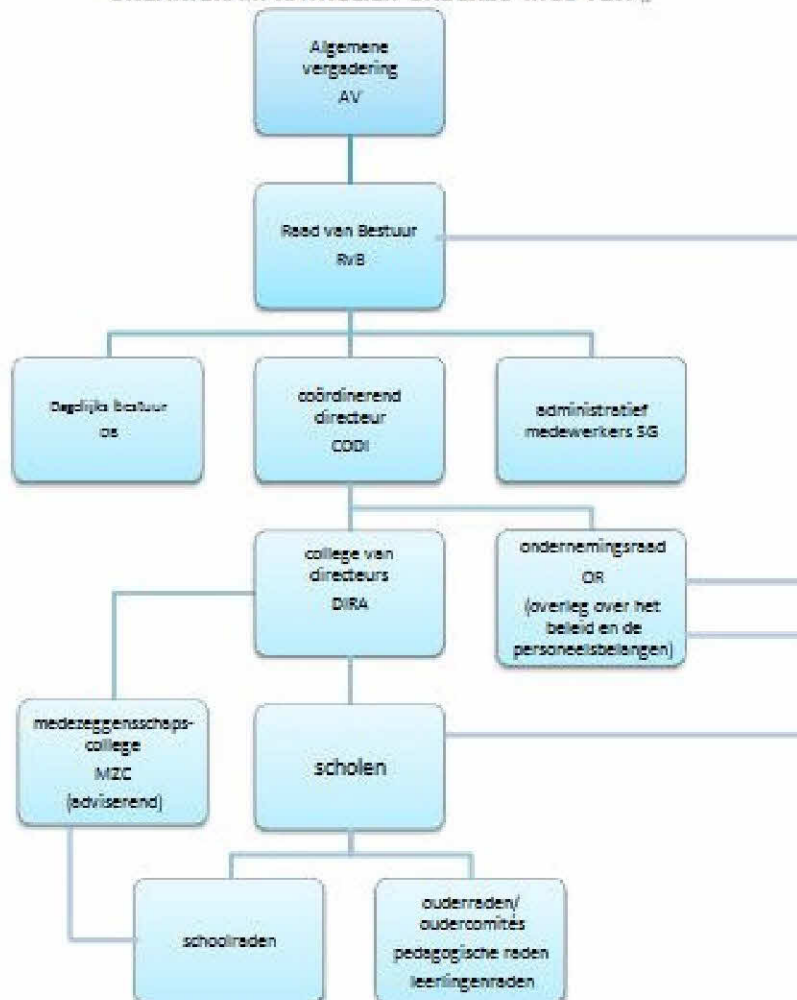 Algemene
vergadering
AV
Raad van Bestuur
RvB
Dagelijks bestuur
DB
coördinerend
directeur
CODI
administratief
medewerkers SG
college van
directeurs
DIRA
ondernemingsraad
OR
(overleg over het
beleid en de
personeelsbelangen)
medezeggensschaps-
college
MZC
(adviserend)
scholen
schoolraden
ouderraden/
oudercomités
pedagogische raden
leerlingenraden